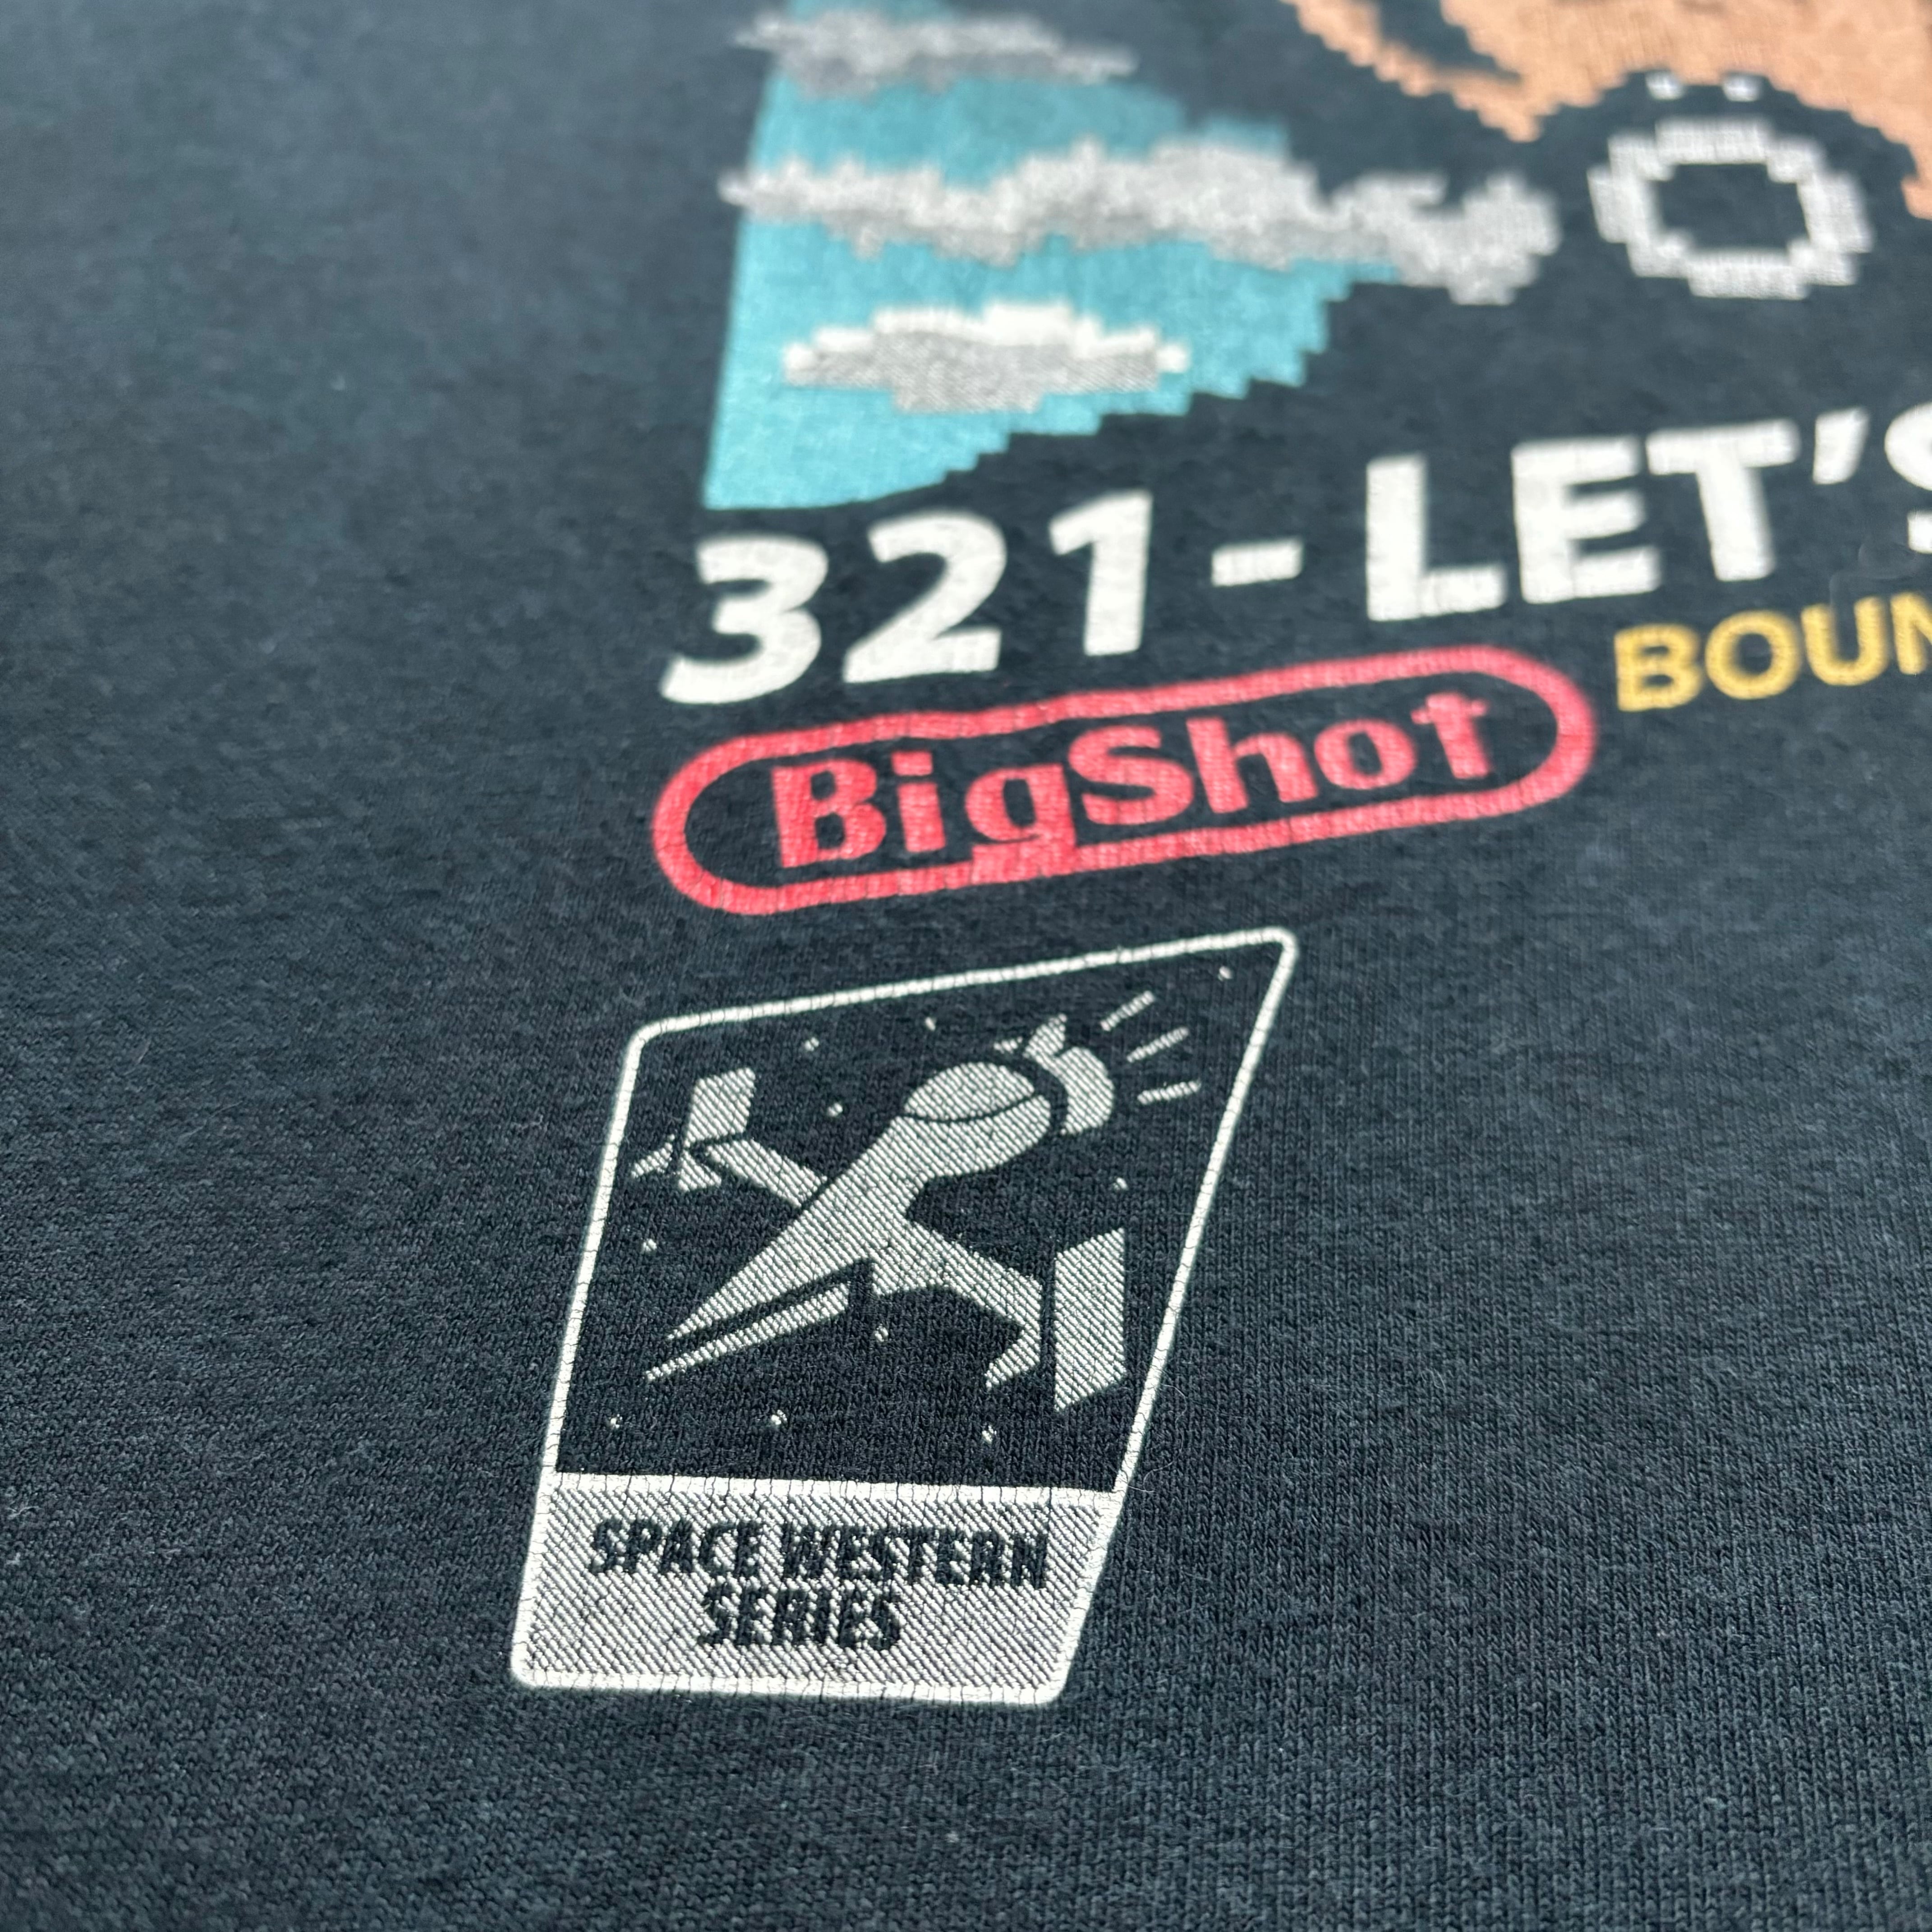 321 - LET'S
BOUN
BigShot
SPACE WESTERN
SERIES